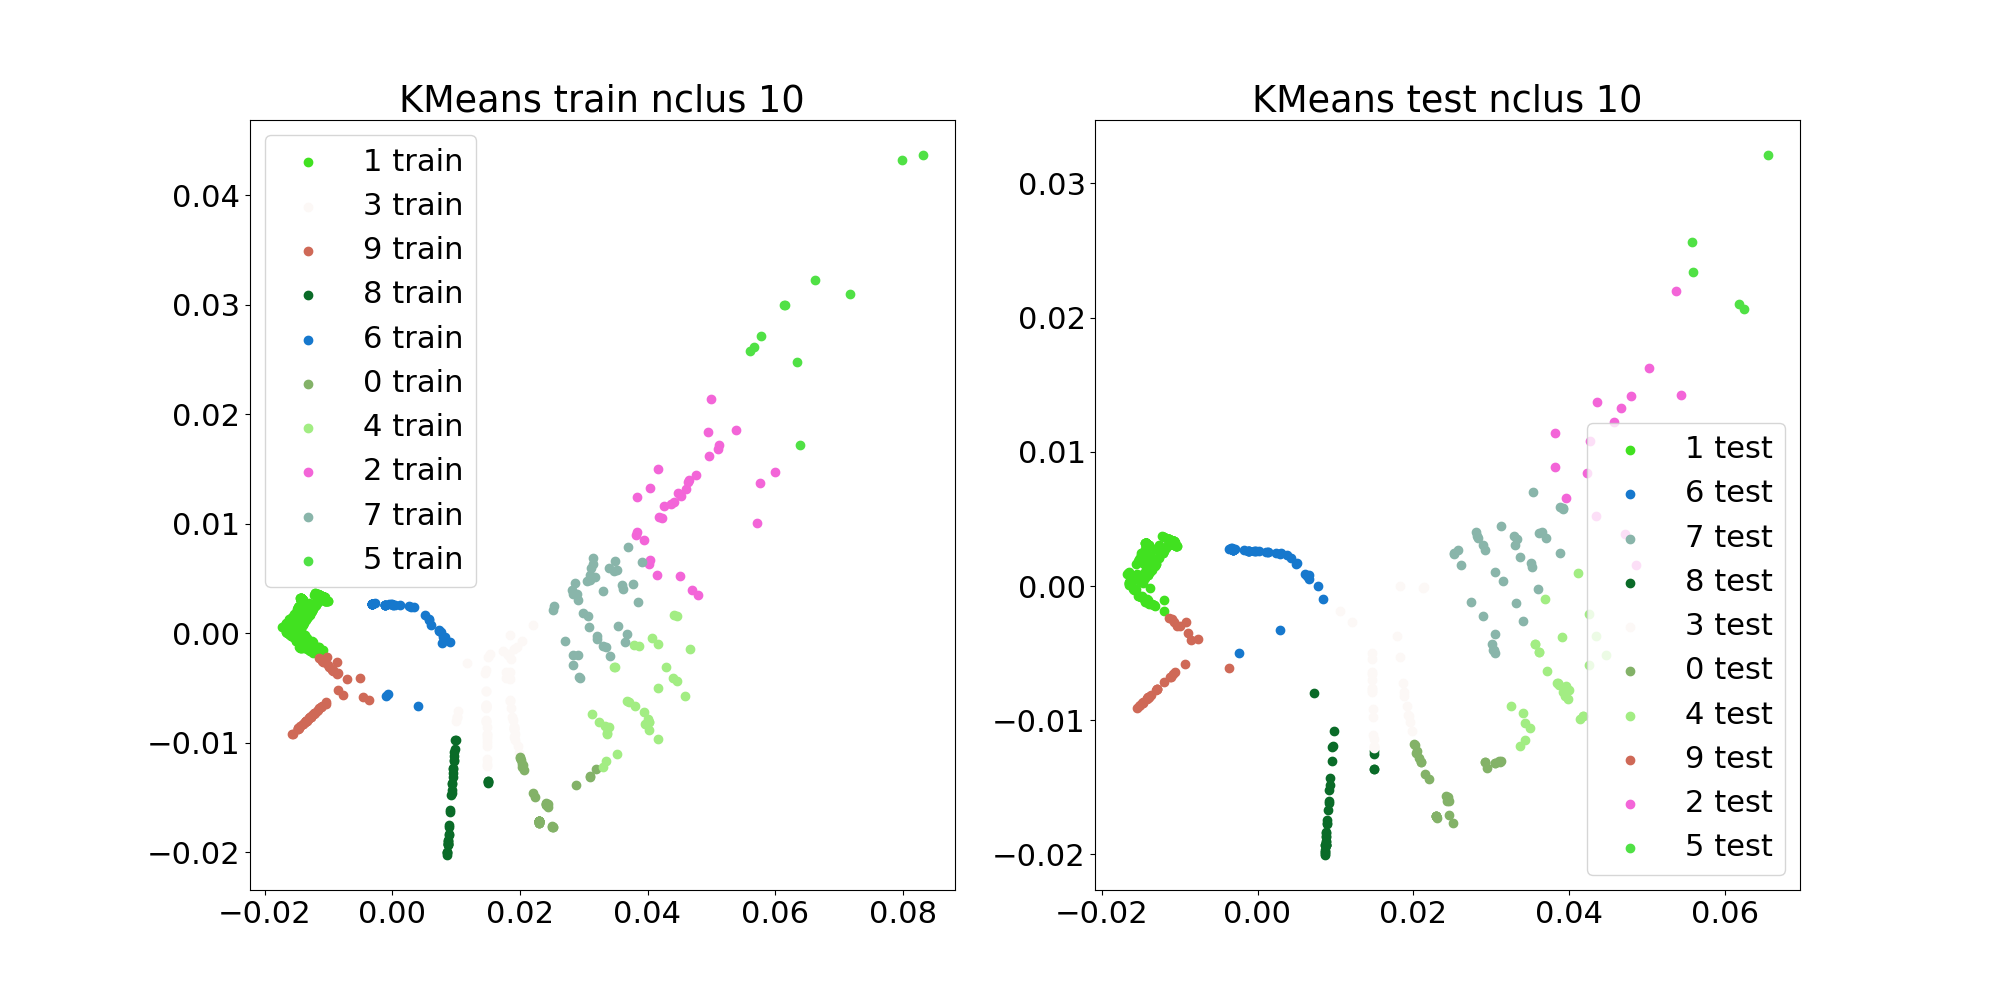 KMeans train nclus 10
1 train
3 train
9 train
8 train
6 train
0 train
4 train
2 train
7 train
5 train
0.04
0.03
0.02
0.01
0.00
−0.01
−0.02
−0.02 0.00 0.02 0.04 0.06 0.08
KMeans test nclus 10
1 test
6 test
7 test
8 test
3 test
0 test
4 test
9 test
2 test
5 test
0.03
0.02
0.01
0.00
−0.01
−0.02
−0.02 0.00 0.02 0.04 0.06